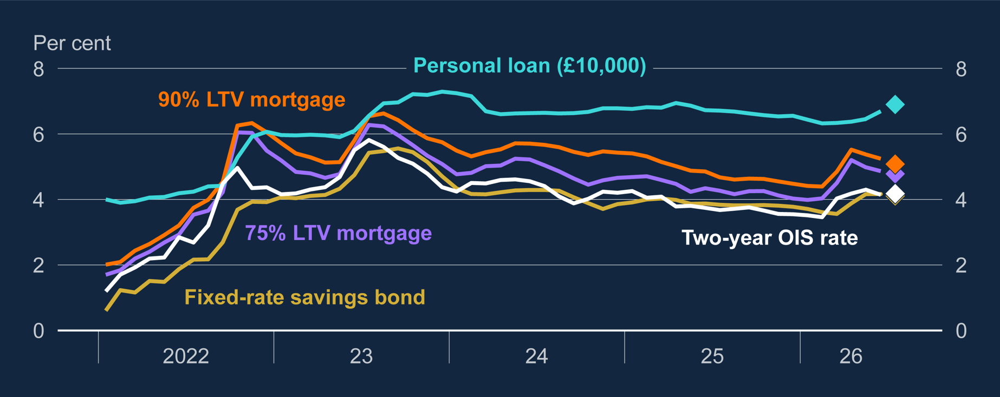 Per cent
8 Personal loan (£10,000) 8
90% LTV mortgage
6 6
4 4
75% LTV mortgage
Two-year OIS rate
2 2
Fixed-rate savings bond
0 0
2022 23 24 25 26